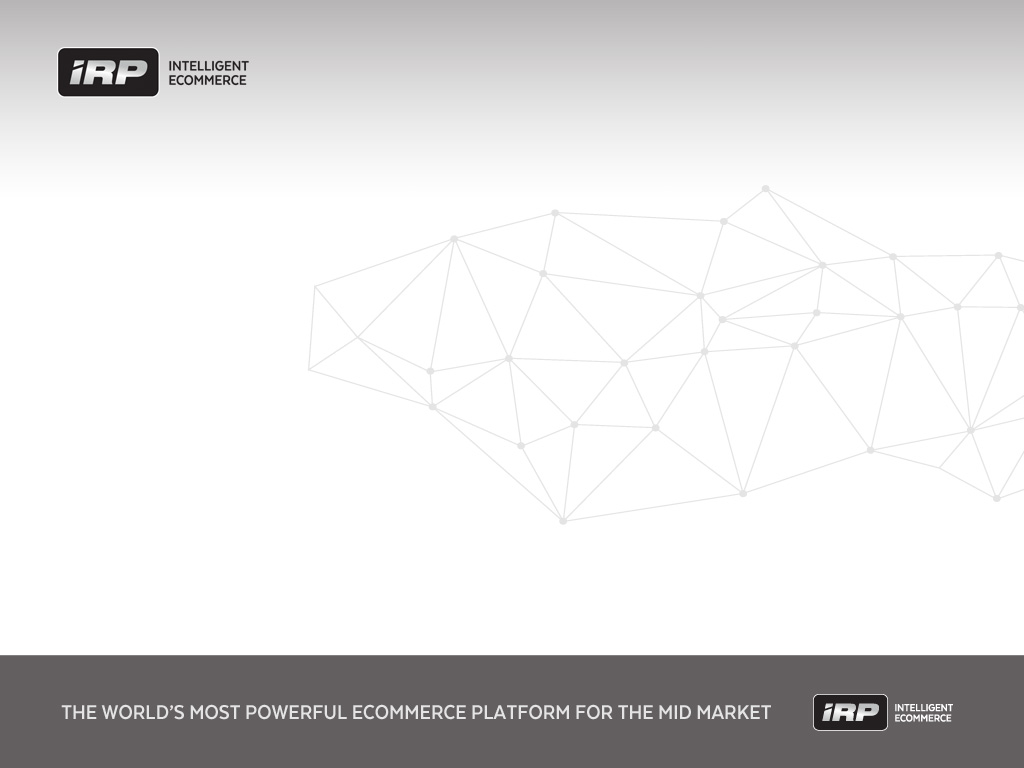 iRP
INTELLIGENT
ECOMMERCE
THE WORLD’S MOST POWERFUL ECOMMERCE PLATFORM FOR THE MID MARKET
iRP
INTELLIGENT
ECOMMERCE